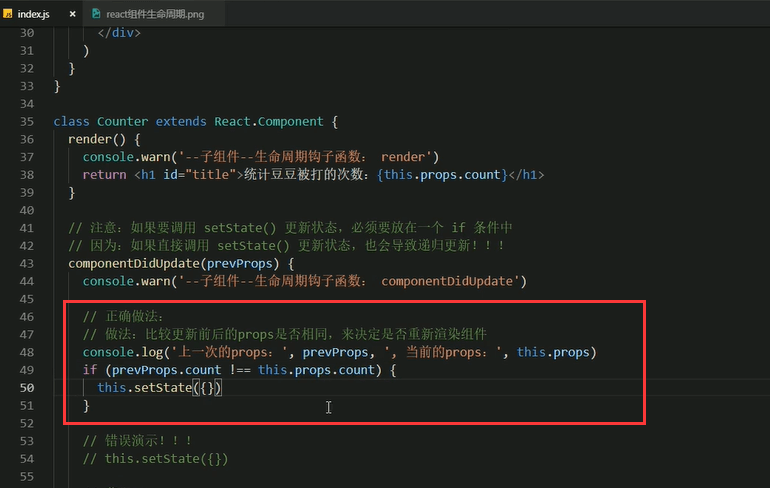 index.js × react组件生命周期.png
30 </div>
31 )
32 }
33 }
34
35 class Counter extends React.Component {
36 render() {
37 console.warn('--子组件--生命周期钩子函数: render')
38 return <h1 id="title">统计豆豆被打的次数: {this.props.count}</h1>
39 }
40
41 // 注意: 如果要调用 setState() 更新状态, 必须要放在一个 if 条件中
42 // 因为: 如果直接调用 setState() 更新状态, 也会导致递归更新!!!
43 componentDidUpdate(prevProps) {
44 console.warn('--子组件--生命周期钩子函数: componentDidUpdate')
45
46 // 正确做法:
47 // 做法: 比较更新前后的props是否相同, 来决定是否重新渲染组件
48 console.log('上一次的props: ', prevProps, ', 当前的props: ', this.props)
49 if (prevProps.count !== this.props.count) {
50 this.setState({})
51 }
52
53 // 错误演示!!!
54 // this.setState({})
55